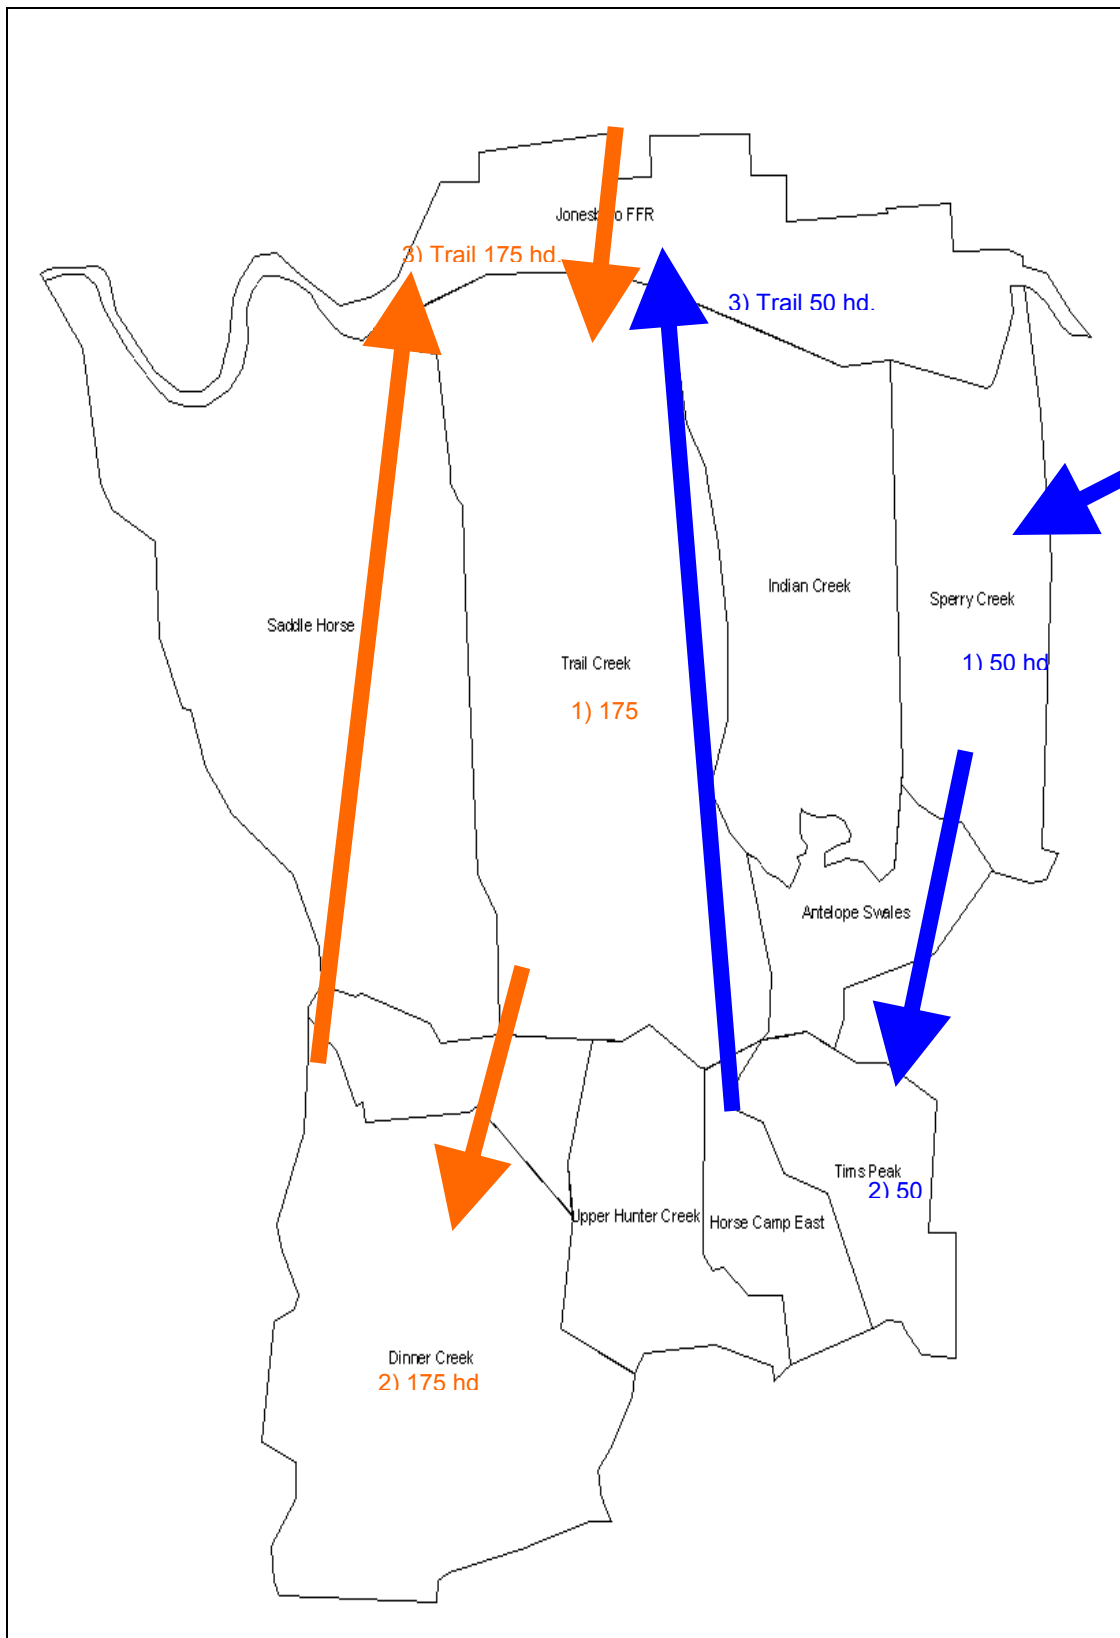 Jonesboro FFR
3) Trail 175 hd.
3) Trail 50 hd.
Indian Creek
Sperry Creek
Saddle Horse
1) 50 hd
Trail Creek
1) 175
Antelope Swales
Tims Peak
2) 50
Upper Hunter Creek
Horse Camp East
Dinner Creek
2) 175 hd